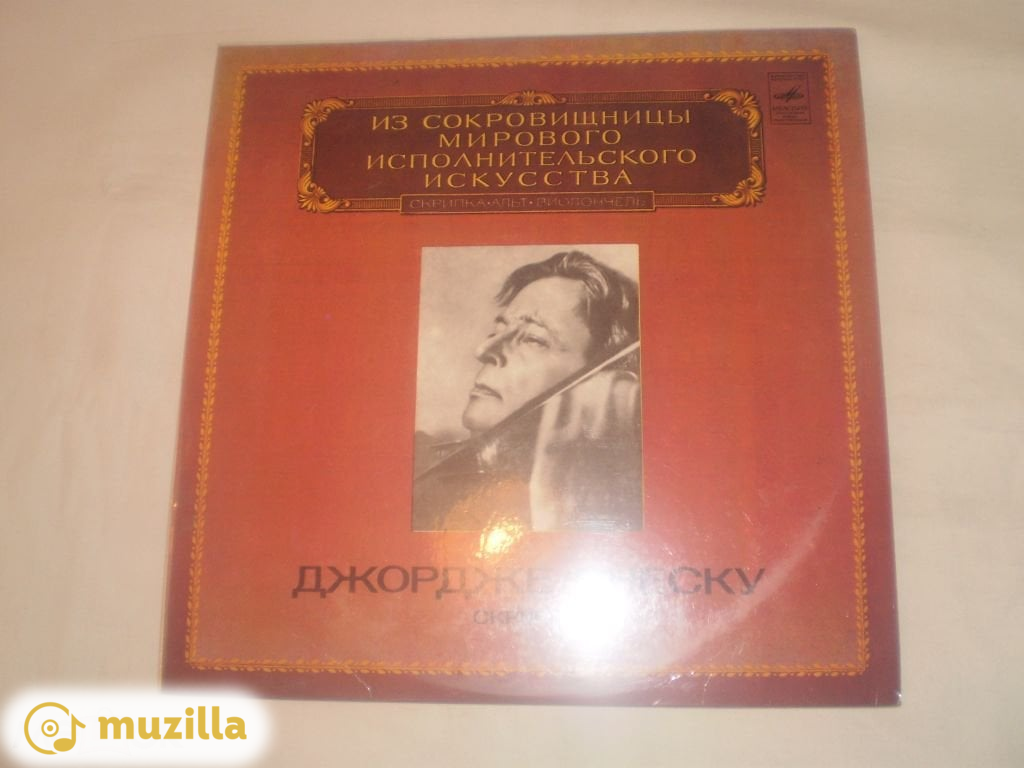 ИЗ СОКРОВИЩНИЦЫ
МИРОВОГО
ИСПОЛНИТЕЛЬСКОГО
ИСКУССТВА
СКРИПКА•АЛЬТ•ВИОЛОНЧЕЛЬ
muzilla